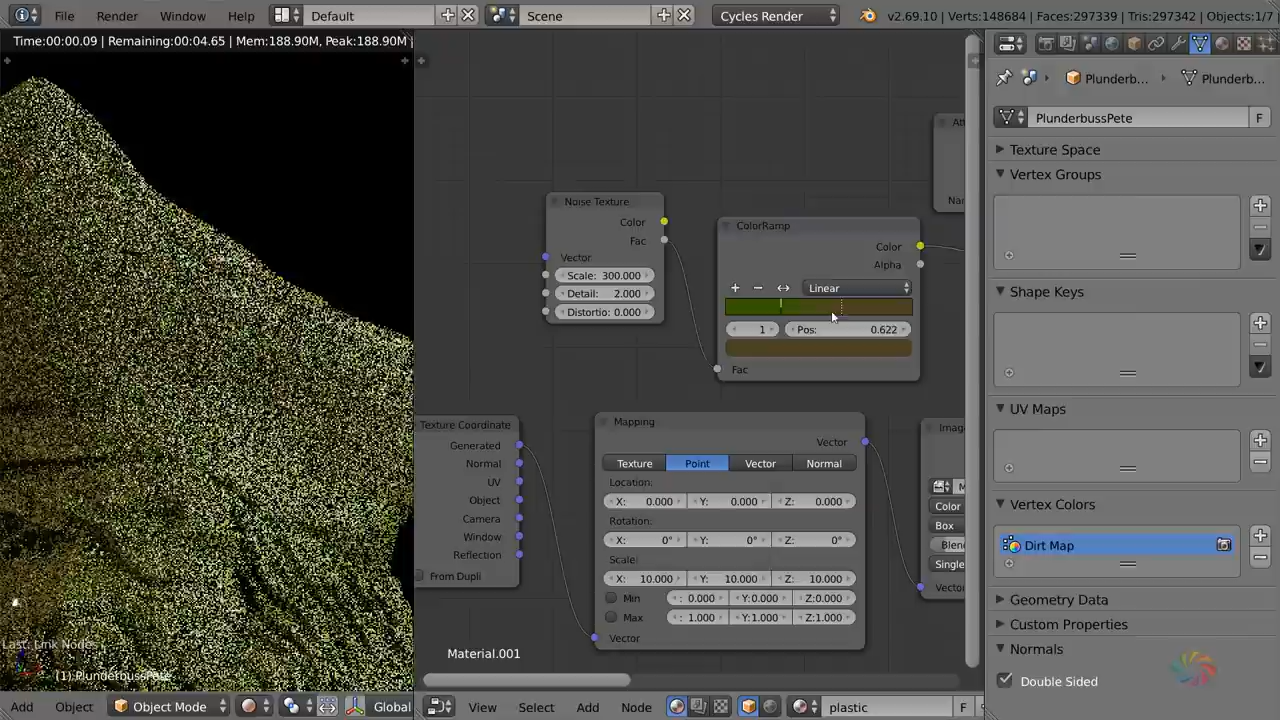 File Render Window Help Default Scene Cycles Render v2.69.10 | Verts:148684 | Faces:297339 | Tris:297342 | Objects:1/7
Time:00:00.09 | Remaining:00:04.65 | Mem:188.90M, Peak:188.90M
Plunderb... Plunderb...
PlunderbussPete F
Texture Space
Vertex Groups
Shape Keys
UV Maps
Vertex Colors
Dirt Map
Geometry Data
Custom Properties
Normals
Double Sided
Noise Texture
Color
Fac
Vector
Scale: 300.000
Detail: 2.000
Distortio: 0.000
ColorRamp
Color
Alpha
Linear
1 Pos: 0.622
Fac
Texture Coordinate
Generated
Normal
UV
Object
Camera
Window
Reflection
From Dupli
Mapping
Vector
Texture Point Vector Normal
Location:
X: 0.000 Y: 0.000 Z: 0.000
Rotation:
X: 0° Y: 0° Z: 0°
Scale:
X: 10.000 Y: 10.000 Z: 10.000
Min : 0.000 Y:0.000 Z:0.000
Max : 1.000 Y:1.000 Z:1.000
Vector
Color
Box
Single
Material.001
Last: Link Nodes
(1) PlunderbussPete
Add Object Object Mode Global View Select Add Node plastic F